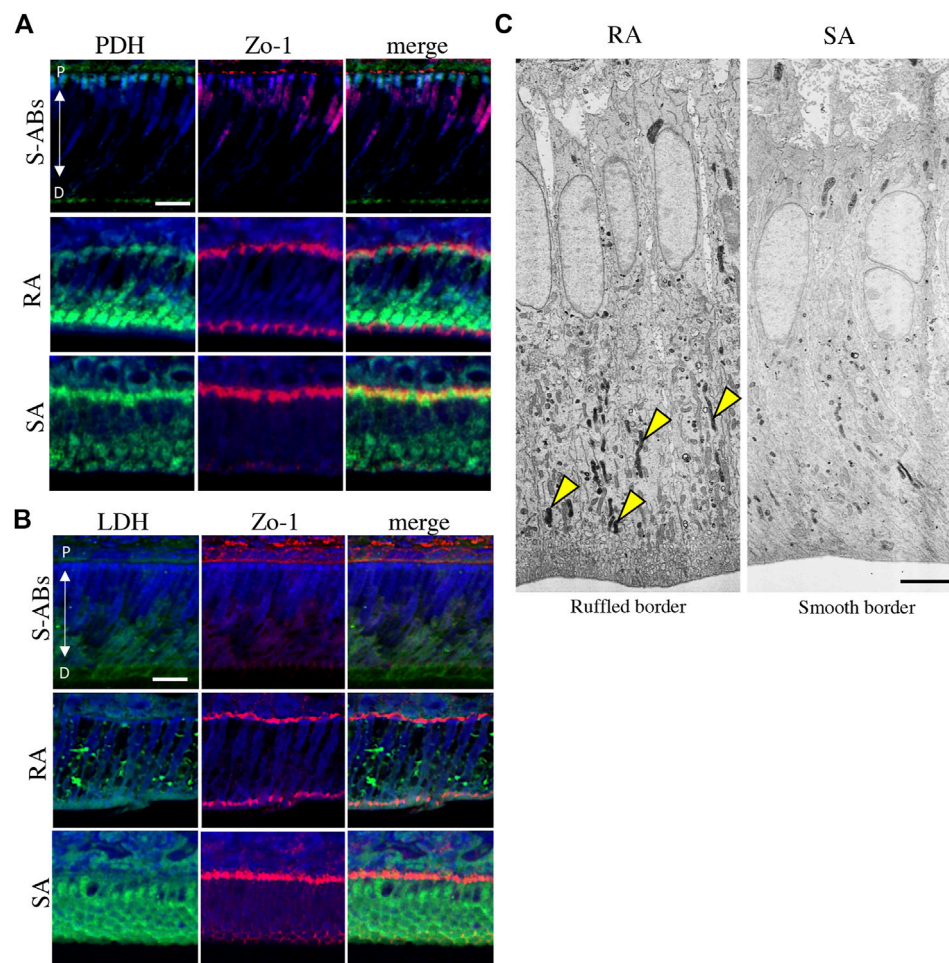 A
PDH Zo-1 merge
S-ABs
P
D
RA
SA
B
LDH Zo-1 merge
S-ABs
P
D
RA
SA
C
RA SA
Ruffled border Smooth border